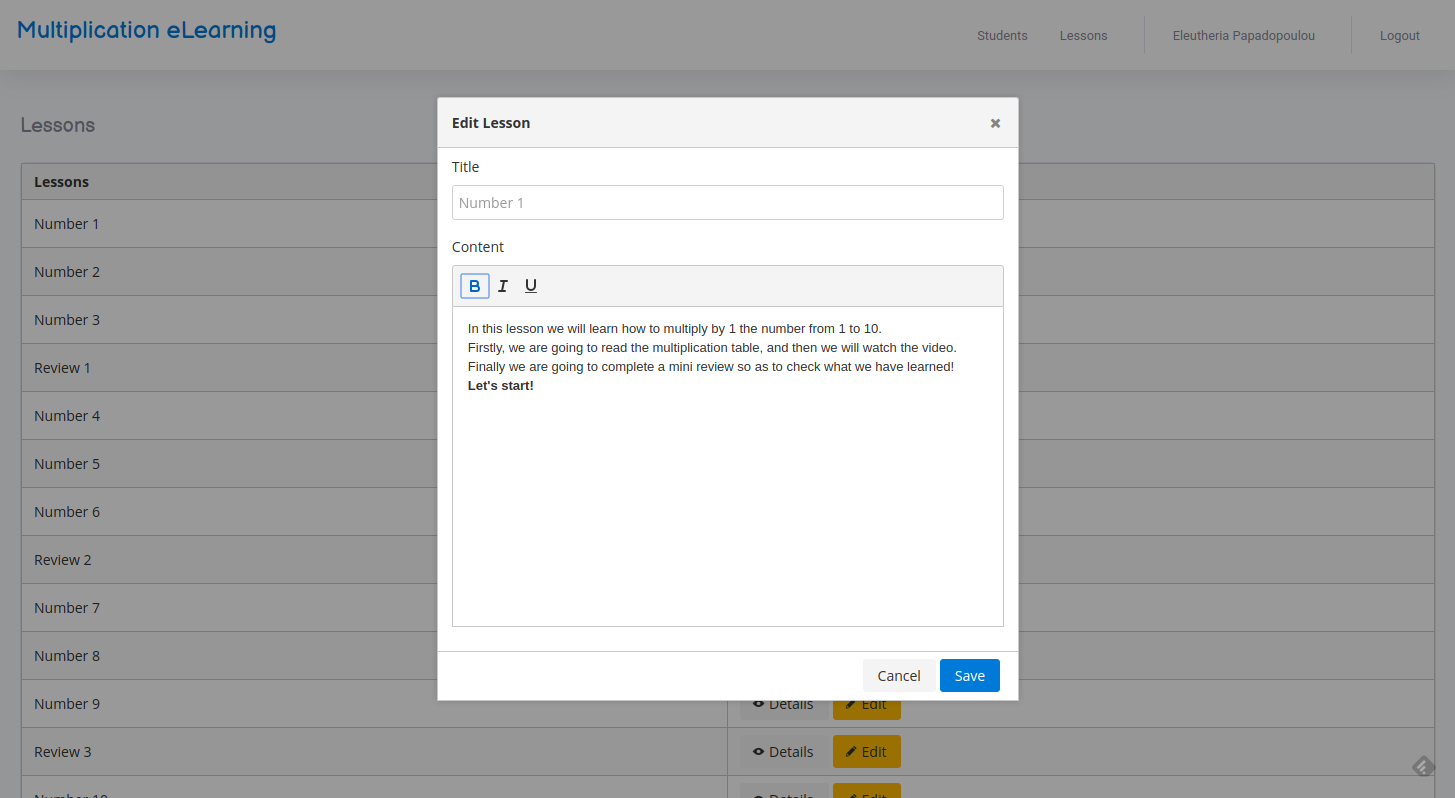 Multiplication eLearning
Students Lessons Eleutheria Papadopoulou Logout
Lessons
Edit Lesson ✖
Title
Number 1
Content
B I U
In this lesson we will learn how to multiply by 1 the number from 1 to 10.
Firstly, we are going to read the multiplication table, and then we will watch the video.
Finally we are going to complete a mini review so as to check what we have learned!
Let's start!
Cancel Save
Lessons
Number 1
Number 2
Number 3
Review 1
Number 4
Number 5
Number 6
Review 2
Number 7
Number 8
Number 9 Details Edit
Review 3 Details Edit
Number 10 Details Edit